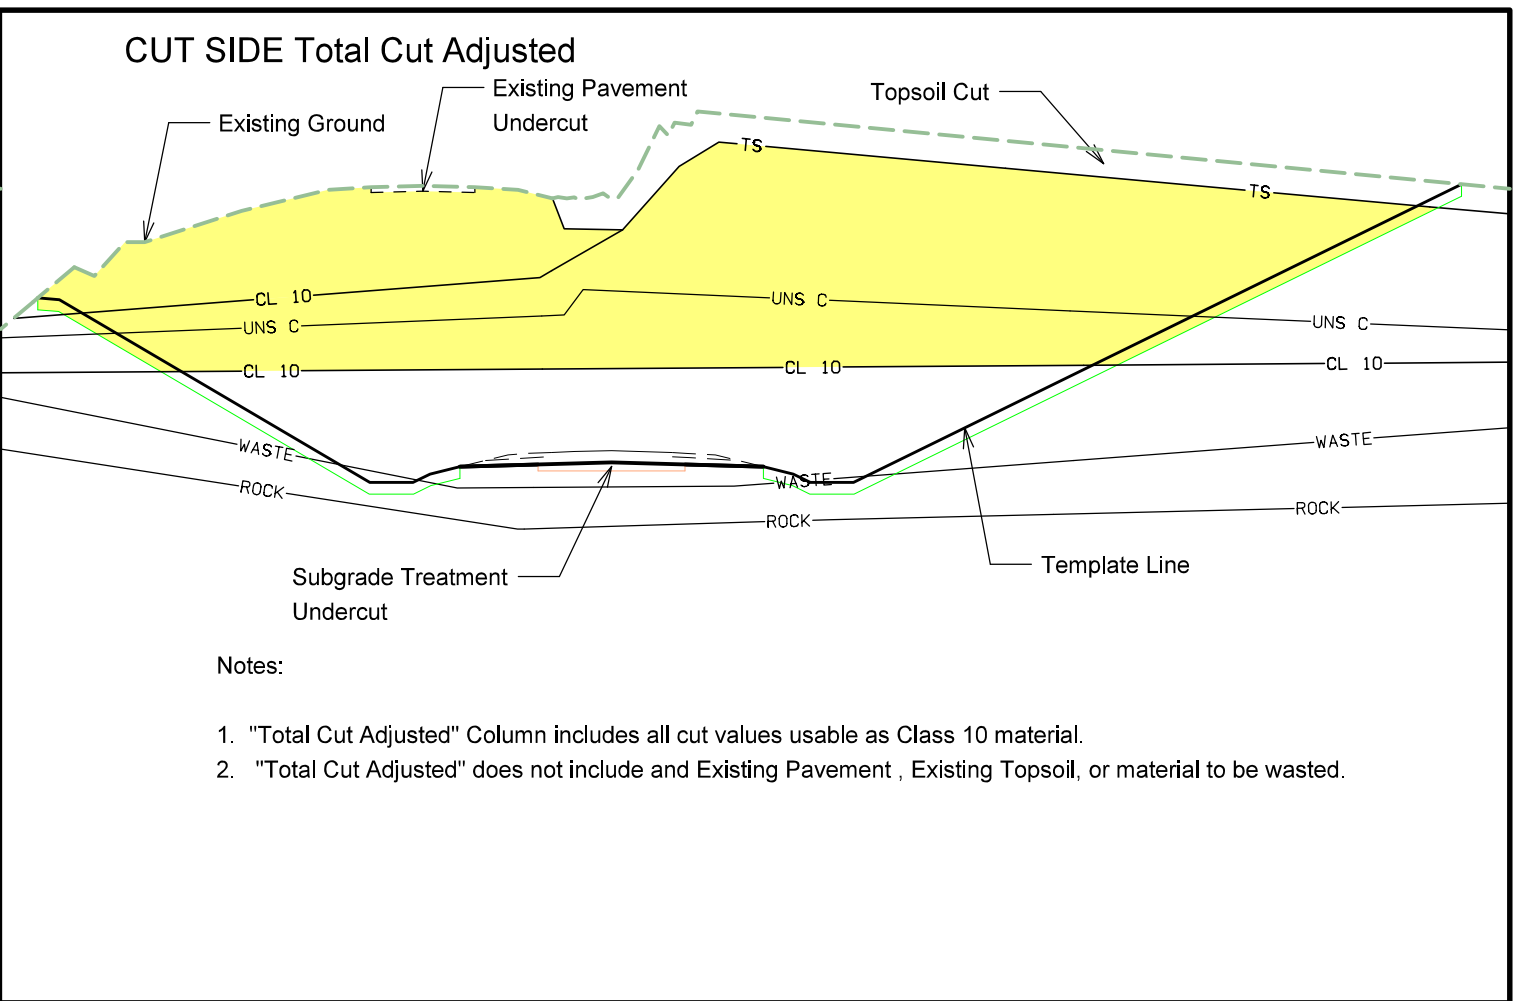 CUT SIDE Total Cut Adjusted
Existing Pavement
Undercut
Topsoil Cut
Existing Ground
TS
TS
CL 10
UNS C
UNS C
UNS C
CL 10
CL 10
CL 10
WASTE
WASTE
WASTE
ROCK
ROCK
ROCK
Subgrade Treatment
Undercut
Template Line
Notes:
1. "Total Cut Adjusted" Column includes all cut values usable as Class 10 material.
2. "Total Cut Adjusted" does not include and Existing Pavement , Existing Topsoil, or material to be wasted.